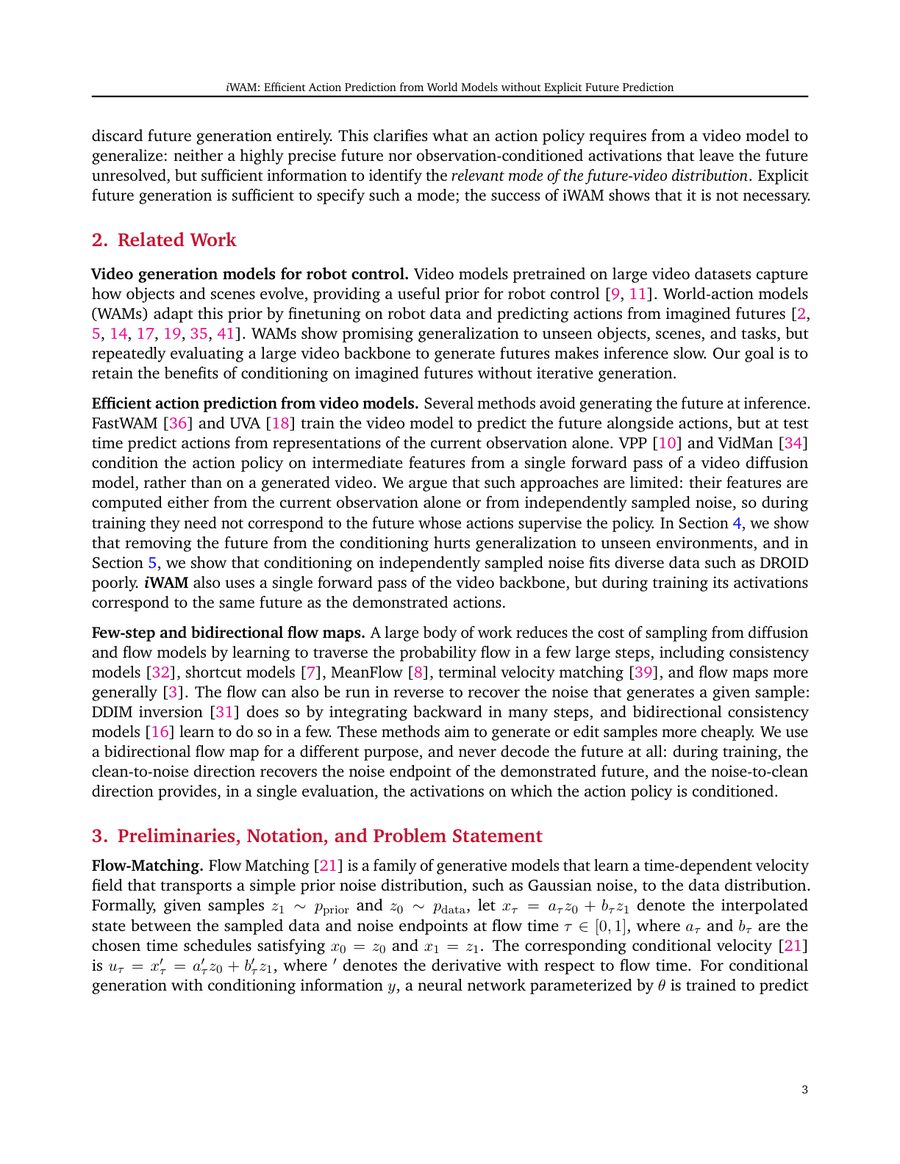 iWAM: Efficient Action Prediction from World Models without Explicit Future Prediction
discard future generation entirely. This clarifies what an action policy requires from a video model to
generalize: neither a highly precise future nor observation-conditioned activations that leave the future
unresolved, but sufficient information to identify the relevant mode of the future-video distribution. Explicit
future generation is sufficient to specify such a mode; the success of iWAM shows that it is not necessary.
2. Related Work
Video generation models for robot control. Video models pretrained on large video datasets capture
how objects and scenes evolve, providing a useful prior for robot control [9, 11]. World-action models
(WAMs) adapt this prior by finetuning on robot data and predicting actions from imagined futures [2,
5, 14, 17, 19, 35, 41]. WAMs show promising generalization to unseen objects, scenes, and tasks, but
repeatedly evaluating a large video backbone to generate futures makes inference slow. Our goal is to
retain the benefits of conditioning on imagined futures without iterative generation.
Efficient action prediction from video models. Several methods avoid generating the future at inference.
FastWAM [36] and UVA [18] train the video model to predict the future alongside actions, but at test
time predict actions from representations of the current observation alone. VPP [10] and VidMan [34]
condition the action policy on intermediate features from a single forward pass of a video diffusion
model, rather than on a generated video. We argue that such approaches are limited: their features are
computed either from the current observation alone or from independently sampled noise, so during
training they need not correspond to the future whose actions supervise the policy. In Section 4, we show
that removing the future from the conditioning hurts generalization to unseen environments, and in
Section 5, we show that conditioning on independently sampled noise fits diverse data such as DROID
poorly. iWAM also uses a single forward pass of the video backbone, but during training its activations
correspond to the same future as the demonstrated actions.
Few-step and bidirectional flow maps. A large body of work reduces the cost of sampling from diffusion
and flow models by learning to traverse the probability flow in a few large steps, including consistency
models [32], shortcut models [7], MeanFlow [8], terminal velocity matching [39], and flow maps more
generally [3]. The flow can also be run in reverse to recover the noise that generates a given sample:
DDIM inversion [31] does so by integrating backward in many steps, and bidirectional consistency
models [16] learn to do so in a few. These methods aim to generate or edit samples more cheaply. We use
a bidirectional flow map for a different purpose, and never decode the future at all: during training, the
clean-to-noise direction recovers the noise endpoint of the demonstrated future, and the noise-to-clean
direction provides, in a single evaluation, the activations on which the action policy is conditioned.
3. Preliminaries, Notation, and Problem Statement
Flow-Matching. Flow Matching [21] is a family of generative models that learn a time-dependent velocity
field that transports a simple prior noise distribution, such as Gaussian noise, to the data distribution.
Formally, given samples z₁ ∼ p_prior and z₀ ∼ p_data, let x_τ = a_τ z₀ + b_τ z₁ denote the interpolated
state between the sampled data and noise endpoints at flow time τ ∈ [0, 1], where a_τ and b_τ are the
chosen time schedules satisfying x₀ = z₀ and x₁ = z₁. The corresponding conditional velocity [21]
is u_τ = x′_τ = a′_τ z₀ + b′_τ z₁, where ′ denotes the derivative with respect to flow time. For conditional
generation with conditioning information y, a neural network parameterized by θ is trained to predict
3